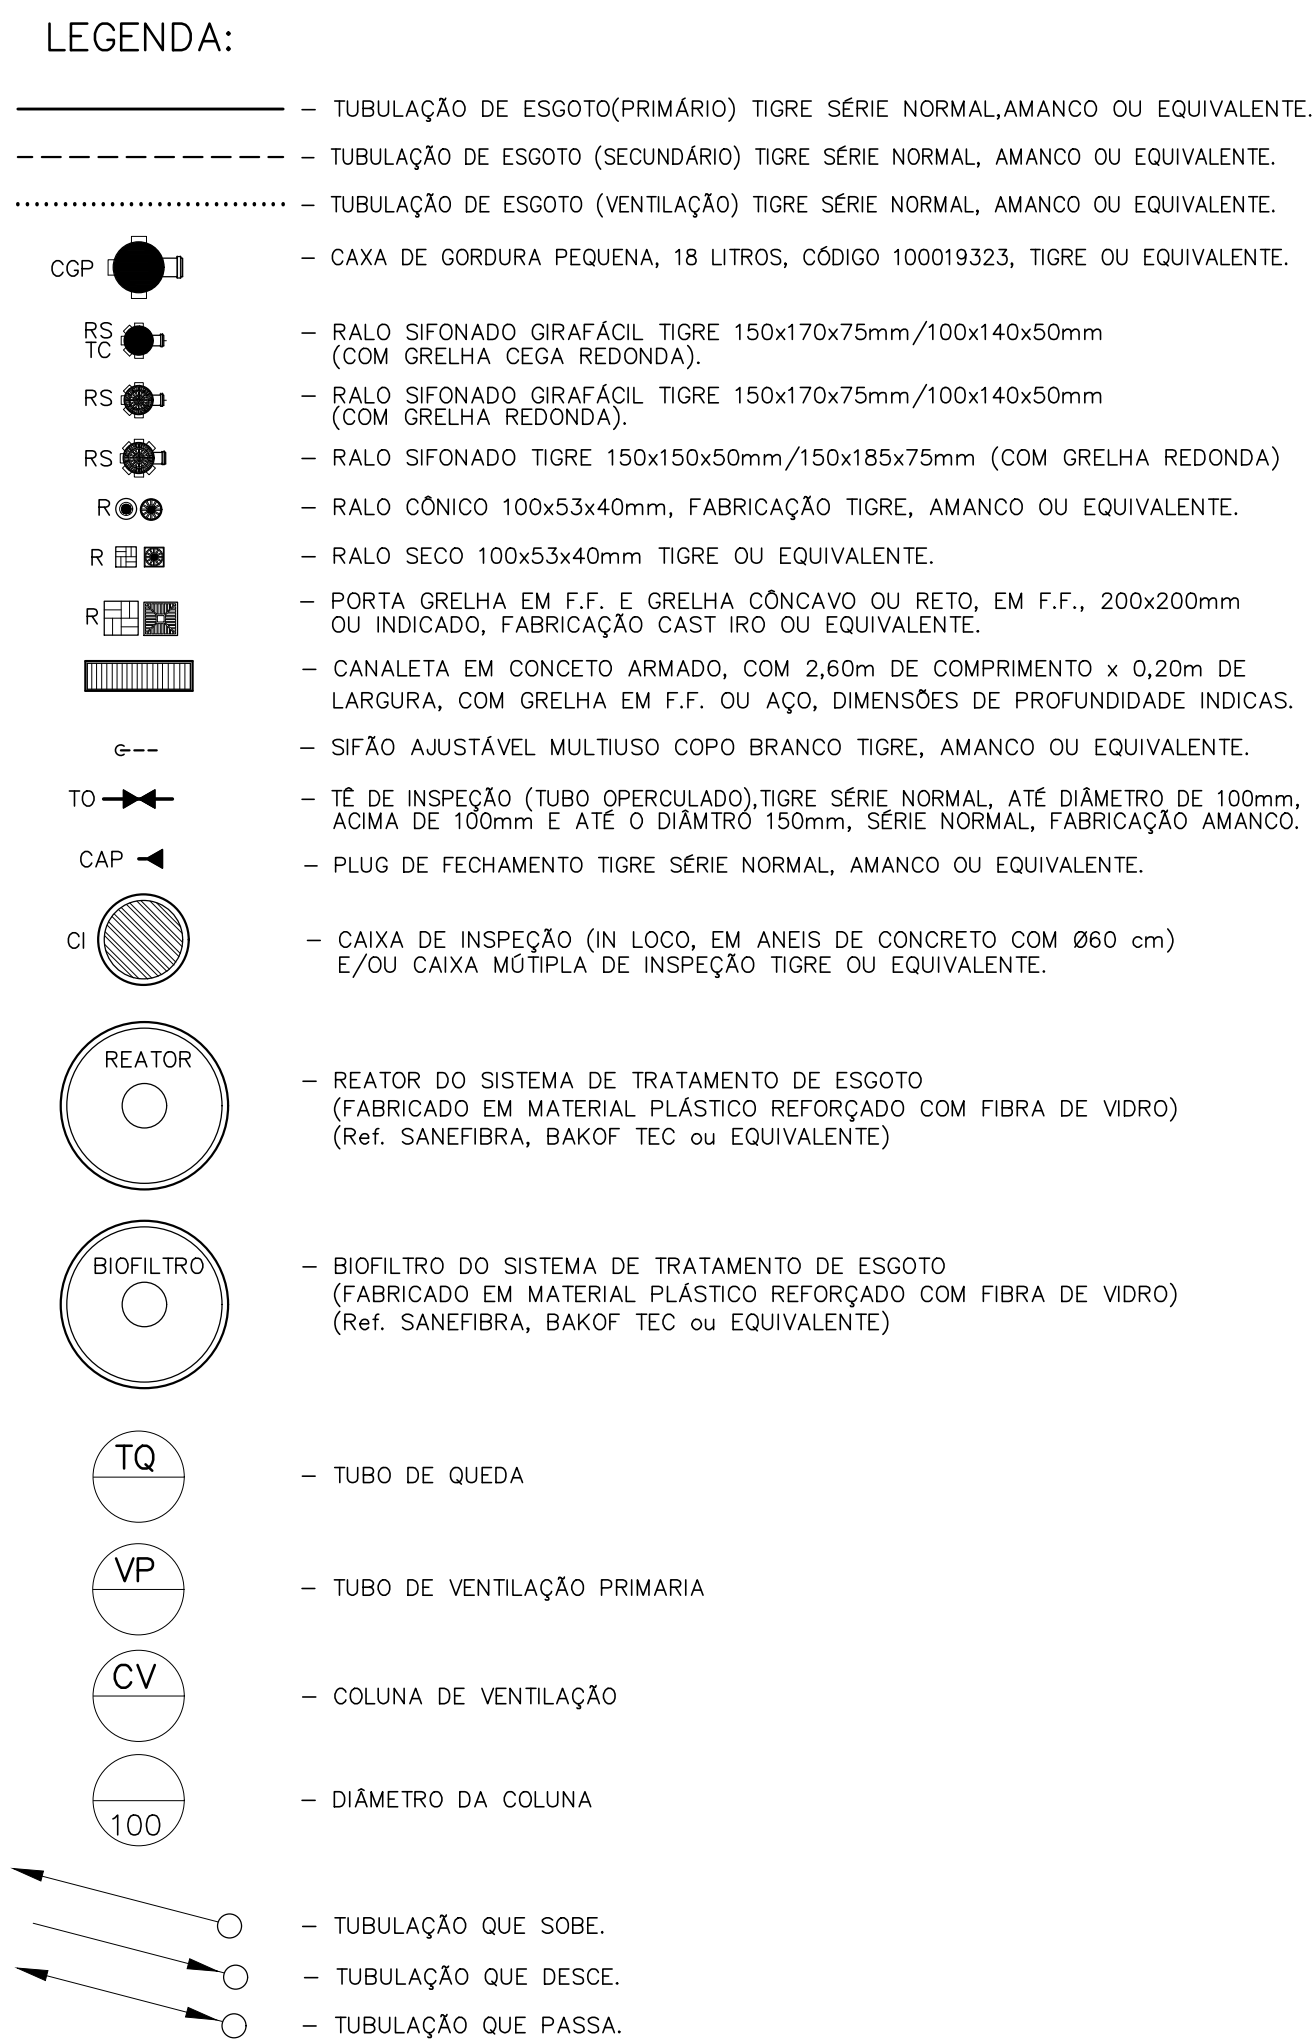 LEGENDA:
– TUBULAÇÃO DE ESGOTO(PRIMÁRIO) TIGRE SÉRIE NORMAL,AMANCO OU EQUIVALENTE.
– TUBULAÇÃO DE ESGOTO (SECUNDÁRIO) TIGRE SÉRIE NORMAL, AMANCO OU EQUIVALENTE.
– TUBULAÇÃO DE ESGOTO (VENTILAÇÃO) TIGRE SÉRIE NORMAL, AMANCO OU EQUIVALENTE.
CGP – CAXA DE GORDURA PEQUENA, 18 LITROS, CÓDIGO 100019323, TIGRE OU EQUIVALENTE.
RS – RALO SIFONADO GIRAFÁCIL TIGRE 150x170x75mm/100x140x50mm
TC (COM GRELHA CEGA REDONDA).
RS – RALO SIFONADO GIRAFÁCIL TIGRE 150x170x75mm/100x140x50mm
(COM GRELHA REDONDA).
RS – RALO SIFONADO TIGRE 150x150x50mm/150x185x75mm (COM GRELHA REDONDA)
R – RALO CÔNICO 100x53x40mm, FABRICAÇÃO TIGRE, AMANCO OU EQUIVALENTE.
R – RALO SECO 100x53x40mm TIGRE OU EQUIVALENTE.
R – PORTA GRELHA EM F.F. E GRELHA CÔNCAVO OU RETO, EM F.F., 200x200mm
OU INDICADO, FABRICAÇÃO CAST IRO OU EQUIVALENTE.
– CANALETA EM CONCETO ARMADO, COM 2,60m DE COMPRIMENTO x 0,20m DE
LARGURA, COM GRELHA EM F.F. OU AÇO, DIMENSÕES DE PROFUNDIDADE INDICAS.
– SIFÃO AJUSTÁVEL MULTIUSO COPO BRANCO TIGRE, AMANCO OU EQUIVALENTE.
TO – TÊ DE INSPEÇÃO (TUBO OPERCULADO),TIGRE SÉRIE NORMAL, ATÉ DIÂMETRO DE 100mm,
ACIMA DE 100mm E ATÉ O DIÂMTRO 150mm, SÉRIE NORMAL, FABRICAÇÃO AMANCO.
CAP – PLUG DE FECHAMENTO TIGRE SÉRIE NORMAL, AMANCO OU EQUIVALENTE.
CI – CAIXA DE INSPEÇÃO (IN LOCO, EM ANEIS DE CONCRETO COM Ø60 cm)
E/OU CAIXA MÚTIPLA DE INSPEÇÃO TIGRE OU EQUIVALENTE.
REATOR
– REATOR DO SISTEMA DE TRATAMENTO DE ESGOTO
(FABRICADO EM MATERIAL PLÁSTICO REFORÇADO COM FIBRA DE VIDRO)
(Ref. SANEFIBRA, BAKOF TEC ou EQUIVALENTE)
BIOFILTRO – BIOFILTRO DO SISTEMA DE TRATAMENTO DE ESGOTO
(FABRICADO EM MATERIAL PLÁSTICO REFORÇADO COM FIBRA DE VIDRO)
(Ref. SANEFIBRA, BAKOF TEC ou EQUIVALENTE)
TQ – TUBO DE QUEDA
VP – TUBO DE VENTILAÇÃO PRIMARIA
CV – COLUNA DE VENTILAÇÃO
– DIÂMETRO DA COLUNA
100
– TUBULAÇÃO QUE SOBE.
– TUBULAÇÃO QUE DESCE.
– TUBULAÇÃO QUE PASSA.